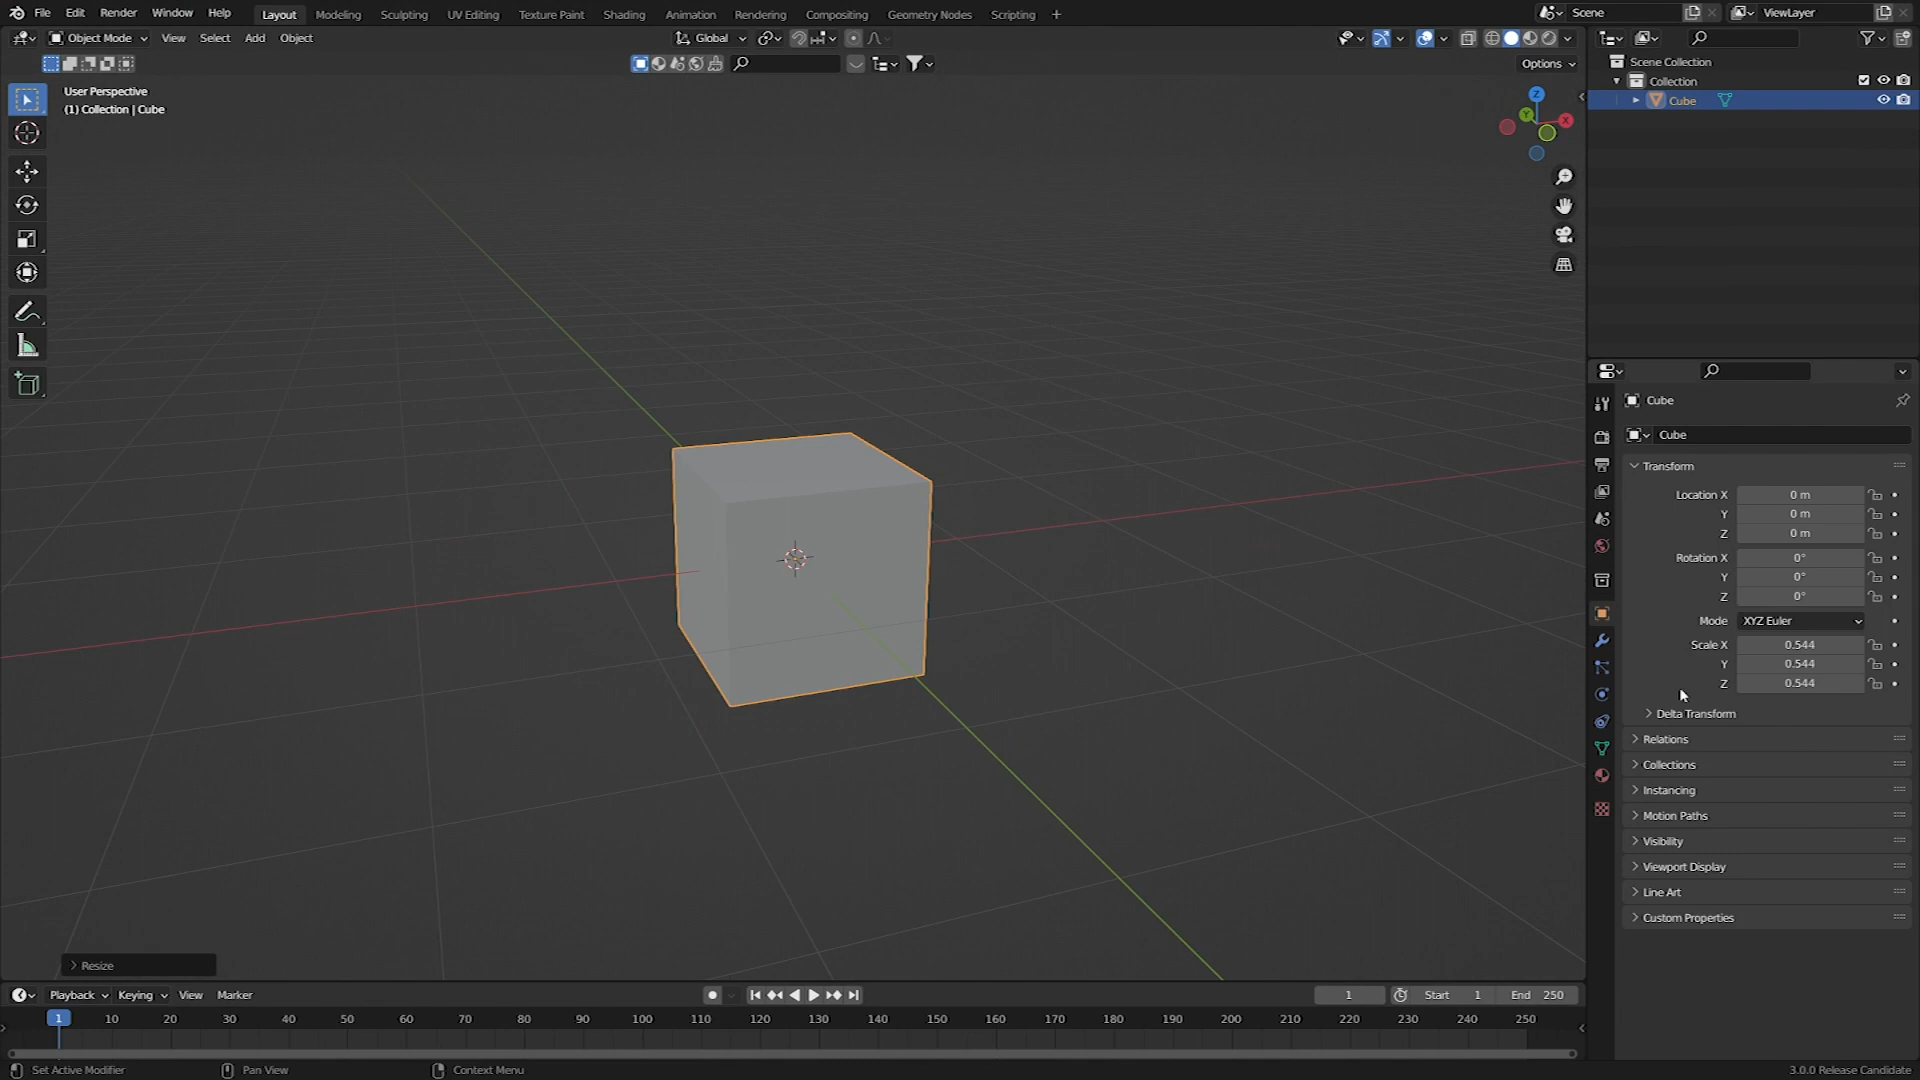 File Edit Render Window Help Layout Modeling Sculpting UV Editing Texture Paint Shading Animation Rendering Compositing Geometry Nodes Scripting + Scene ViewLayer
Object Mode View Select Add Object Global
Options
User Perspective
(1) Collection | Cube
Z
Y
X
Scene Collection
Collection
Cube
Cube
Cube
Transform
Location X 0 m
Y 0 m
Z 0 m
Rotation X 0°
Y 0°
Z 0°
Mode XYZ Euler
Scale X 0.544
Y 0.544
Z 0.544
Delta Transform
Relations
Collections
Instancing
Motion Paths
Visibility
Viewport Display
Line Art
Custom Properties
Resize
Playback Keying View Marker 1 Start 1 End 250
1 10 20 30 40 50 60 70 80 90 100 110 120 130 140 150 160 170 180 190 200 210 220 230 240 250
Set Active Modifier Pan View Context Menu 3.0.0 Release Candidate